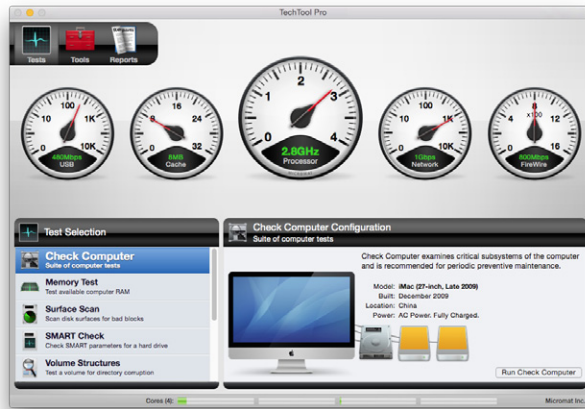 TechTool Pro
Tests
Tools
Reports
0 10 100 1K 10K
480Mbps
USB
0 8 16 24 32
8MB
Cache
0 1 2 3 4
2.8GHz
Processor
0 10 100 1K 10K
1Gbps
Network
0 4 8 12 16
x100
800Mbps
FireWire
Test Selection
Check Computer
Suite of computer tests
Memory Test
Test available computer RAM
Surface Scan
Scan disk surfaces for bad blocks
SMART Check
Check SMART parameters for a hard drive
Volume Structures
Test a volume for directory corruption
Check Computer Configuration
Suite of computer tests
Check Computer examines critical subsystems of the computer
and is recommended for periodic preventive maintenance.
Model: iMac (27-inch, Late 2009)
Built: December 2009
Location: China
Power: AC Power. Fully Charged.
Run Check Computer
Cores (4):
Micromat Inc